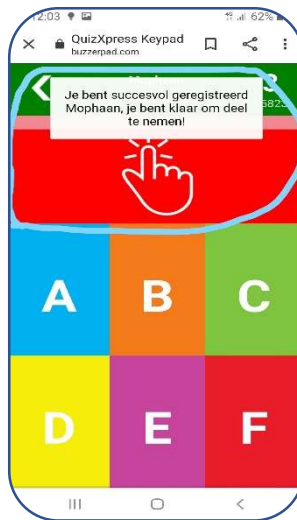 12:03 62%
QuizXpress Keypad
buzzerpad.com
Je bent succesvol geregistreerd
Mophaan, je bent klaar om deel
te nemen!
A B C
D E F